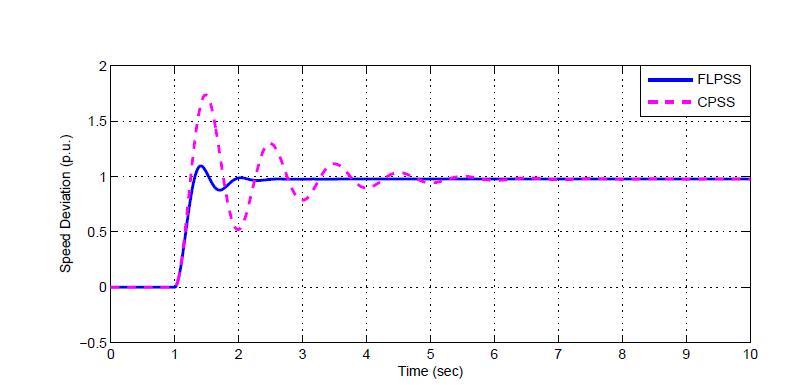 2
FLPSS
CPSS
1.5
1
0.5
0
−0.5
Speed Deviation (p.u.)
0 1 2 3 4 5 6 7 8 9 10
Time (sec)